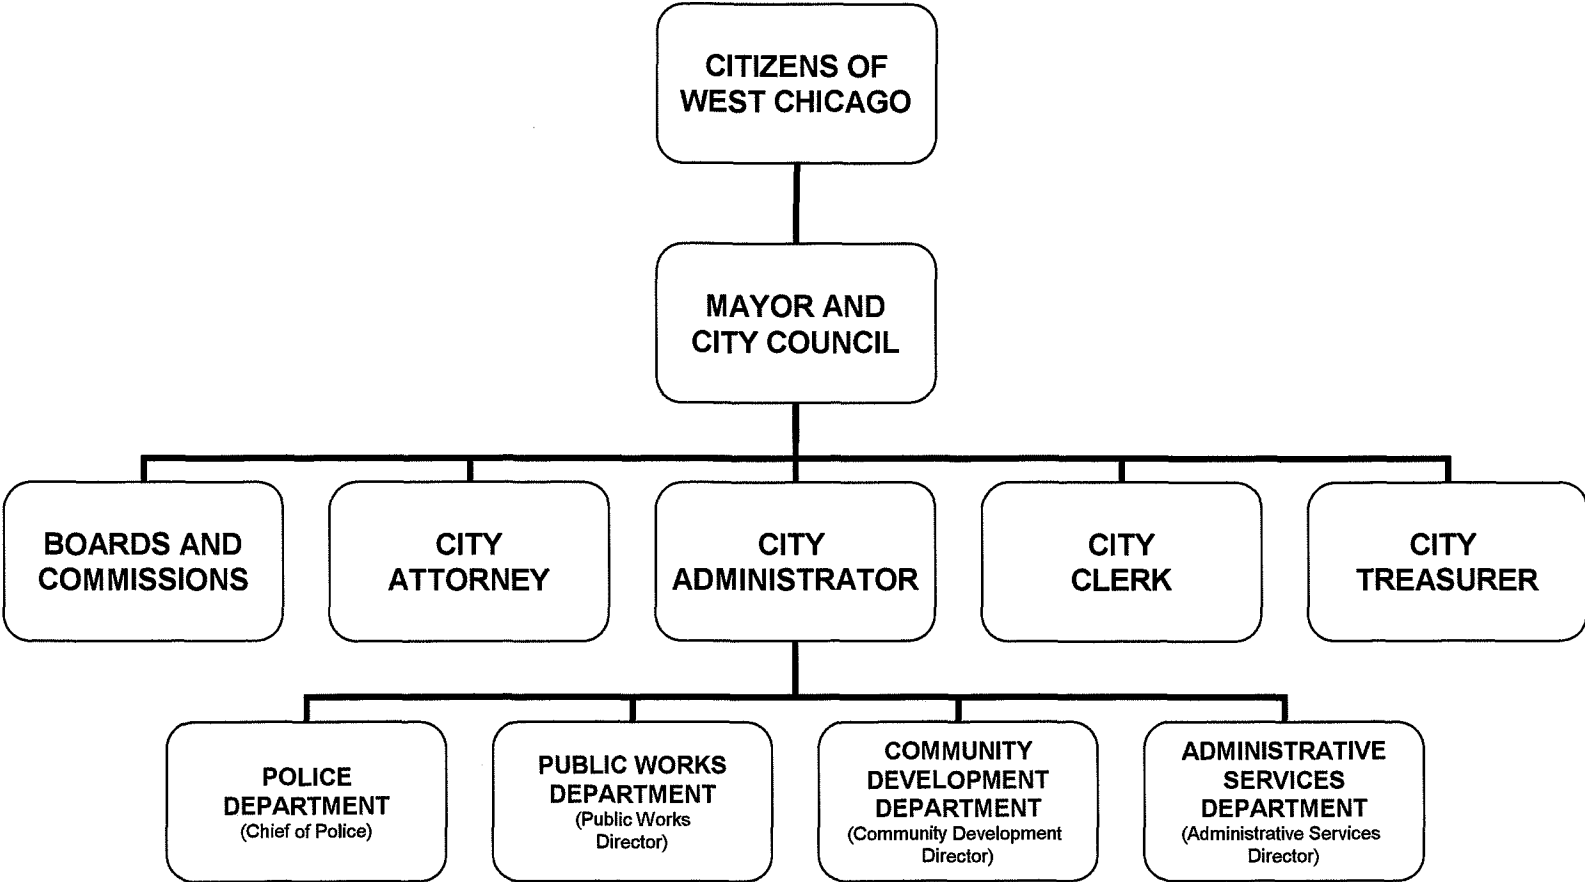 CITIZENS OF
WEST CHICAGO
MAYOR AND
CITY COUNCIL
BOARDS AND
COMMISSIONS
CITY
ATTORNEY
CITY
ADMINISTRATOR
CITY
CLERK
CITY
TREASURER
POLICE
DEPARTMENT
(Chief of Police)
PUBLIC WORKS
DEPARTMENT
(Public Works
Director)
COMMUNITY
DEVELOPMENT
DEPARTMENT
(Community Development
Director)
ADMINISTRATIVE
SERVICES
DEPARTMENT
(Administrative Services
Director)